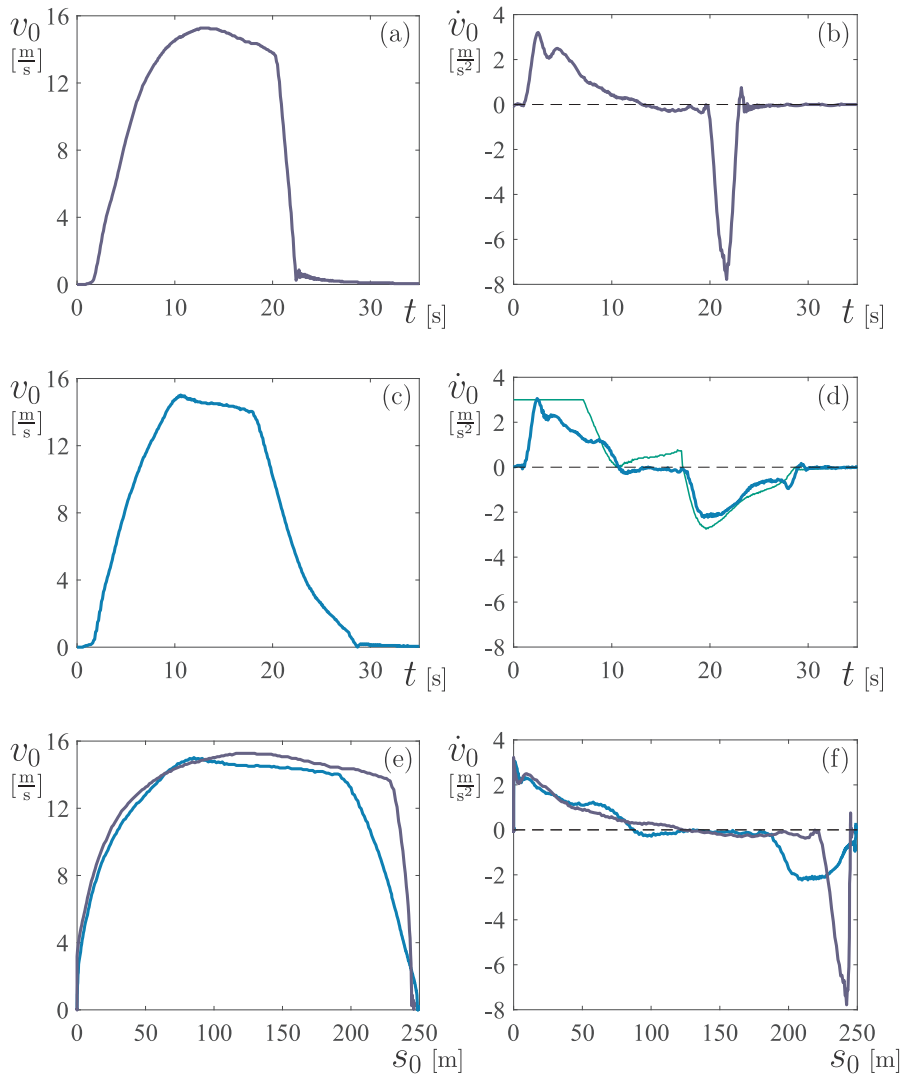 v₀ [m/s] (a)
16
12
8
4
0
0 10 20 30
t [s]
v̇₀ [m/s²] (b)
4
2
0
-2
-4
-6
-8
0 10 20 30
t [s]
v₀ [m/s] (c)
16
12
8
4
0
0 10 20 30
t [s]
v̇₀ [m/s²] (d)
4
2
0
-2
-4
-6
-8
0 10 20 30
t [s]
v₀ [m/s] (e)
16
12
8
4
0
0 50 100 150 200 250
s₀ [m]
v̇₀ [m/s²] (f)
4
2
0
-2
-4
-6
-8
0 50 100 150 200 250
s₀ [m]